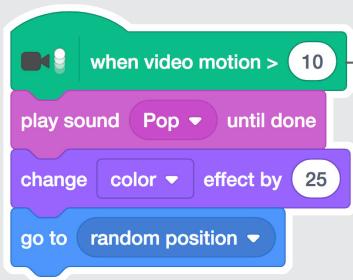 when video motion > 10
play sound Pop until done
change color effect by 25
go to random position